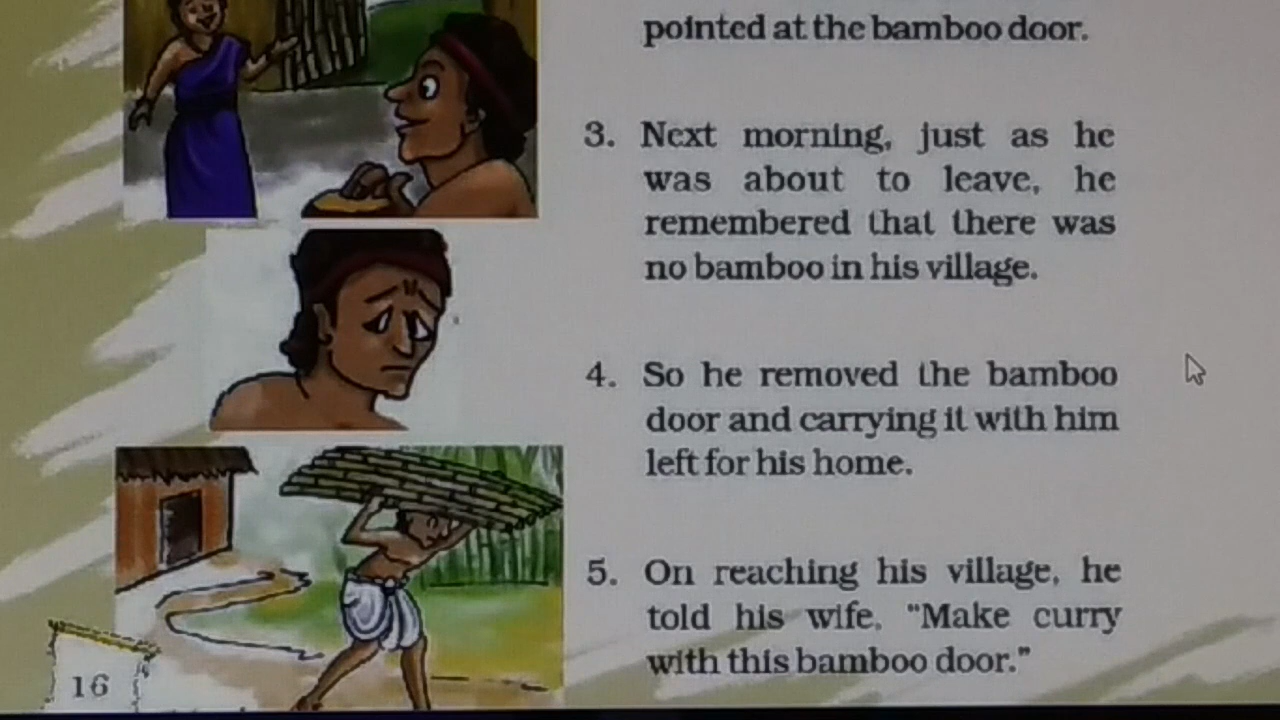 pointed at the bamboo door.
3. Next morning, just as he
was about to leave, he
remembered that there was
no bamboo in his village.
4. So he removed the bamboo
door and carrying it with him
left for his home.
5. On reaching his village, he
told his wife, "Make curry
with this bamboo door."
16